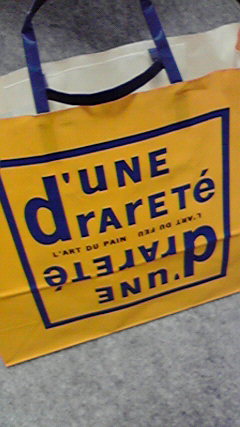 d'une
rareté
L'ART DU PAIN
L'ART DU FEU
rareté
d'une